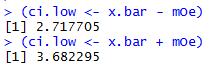 > (ci.low <- x.bar - mOe)
[1] 2.717705
> (ci.low <- x.bar + mOe)
[1] 3.682295